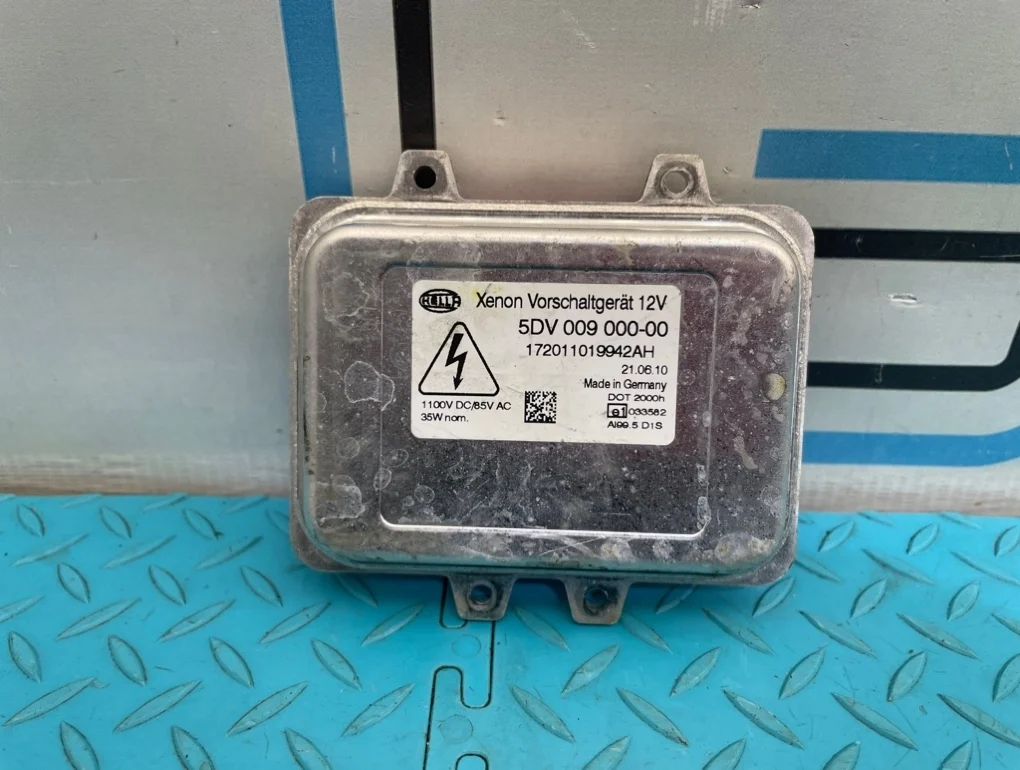 HELLA Xenon Vorschaltgerät 12V
5DV 009 000-00
172011019942AH
21.06.10
Made in Germany
DOT 2000h
e1 033582
AI99.5 D1S
1100V DC/85V AC
35W nom.